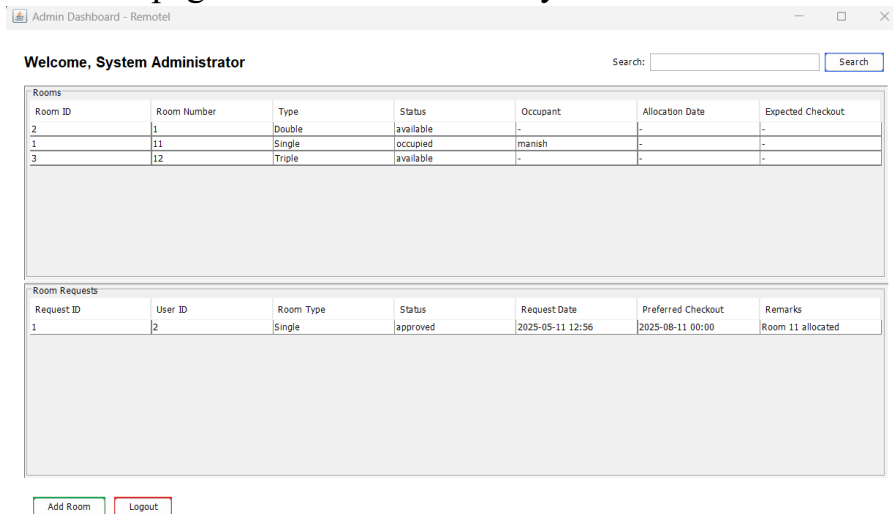 Admin Dashboard - Remotel
Welcome, System Administrator
Search: Search
Rooms
Room ID Room Number Type Status Occupant Allocation Date Expected Checkout
2 1 Double available - - -
1 11 Single occupied manish - -
3 12 Triple available - - -
Room Requests
Request ID User ID Room Type Status Request Date Preferred Checkout Remarks
1 2 Single approved 2025-05-11 12:56 2025-08-11 00:00 Room 11 allocated
Add Room Logout